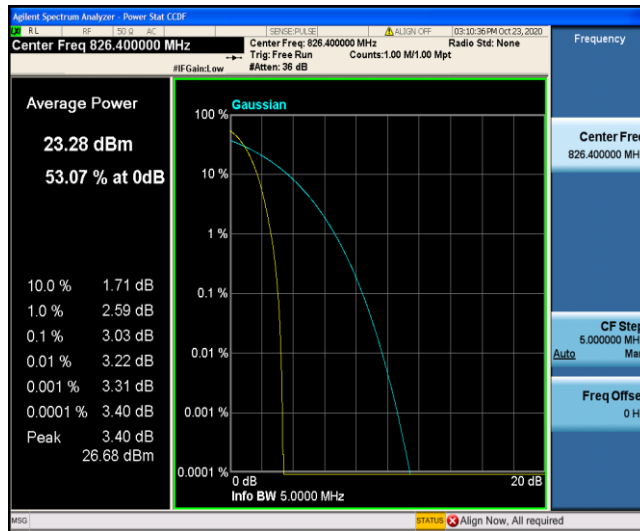 Agilent Spectrum Analyzer - Power Stat CCDF
RL RF 50 Ω AC SENSE:PULSE ALIGN OFF 03:10:36 PM Oct 23, 2020
Center Freq 826.400000 MHz
Center Freq: 826.400000 MHz Radio Std: None
Trig: Free Run Counts:1.00 M/1.00 Mpt
#IFGain:Low #Atten: 36 dB
Frequency
Average Power
23.28 dBm
53.07 % at 0dB
10.0 % 1.71 dB
1.0 % 2.59 dB
0.1 % 3.03 dB
0.01 % 3.22 dB
0.001 % 3.31 dB
0.0001 % 3.40 dB
Peak 3.40 dB
26.68 dBm
Gaussian
100 %
10 %
1 %
0.1 %
0.01 %
0.001 %
0.0001 %
0 dB 20 dB
Info BW 5.0000 MHz
Center Fre
826.400000 MH
CF Step
5.000000 MH
Auto Ma
Freq Offse
0 H
MSG STATUS Align Now, All required